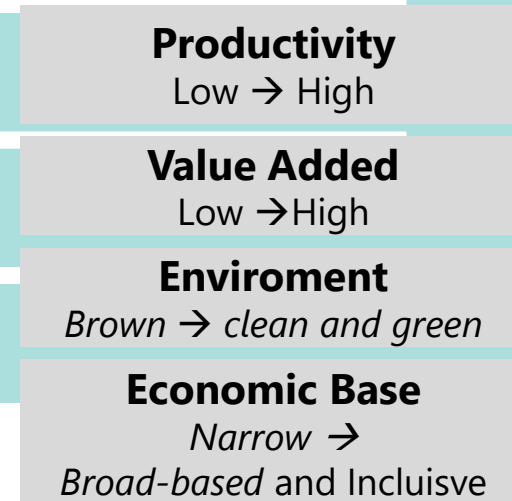 Productivity
Low → High
Value Added
Low →High
Enviroment
Brown → clean and green
Economic Base
Narrow →
Broad-based and Incluisve